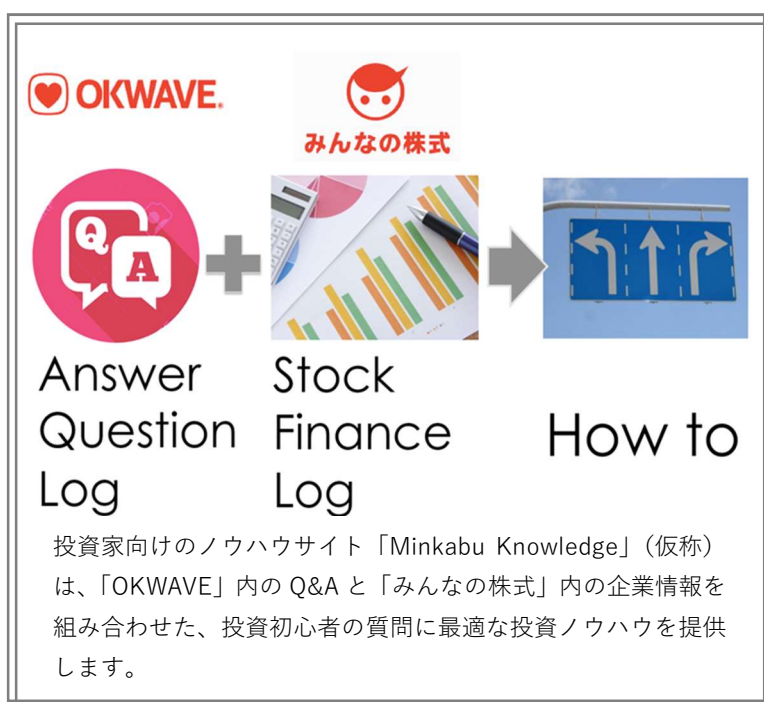 OKWAVE.
みんなの株式
Q
A
Answer
Question
Log
Stock
Finance
Log
How to
投資家向けのノウハウサイト「Minkabu Knowledge」（仮称）
は、「OKWAVE」内の Q&A と「みんなの株式」内の企業情報を
組み合わせた、投資初心者の質問に最適な投資ノウハウを提供
します。